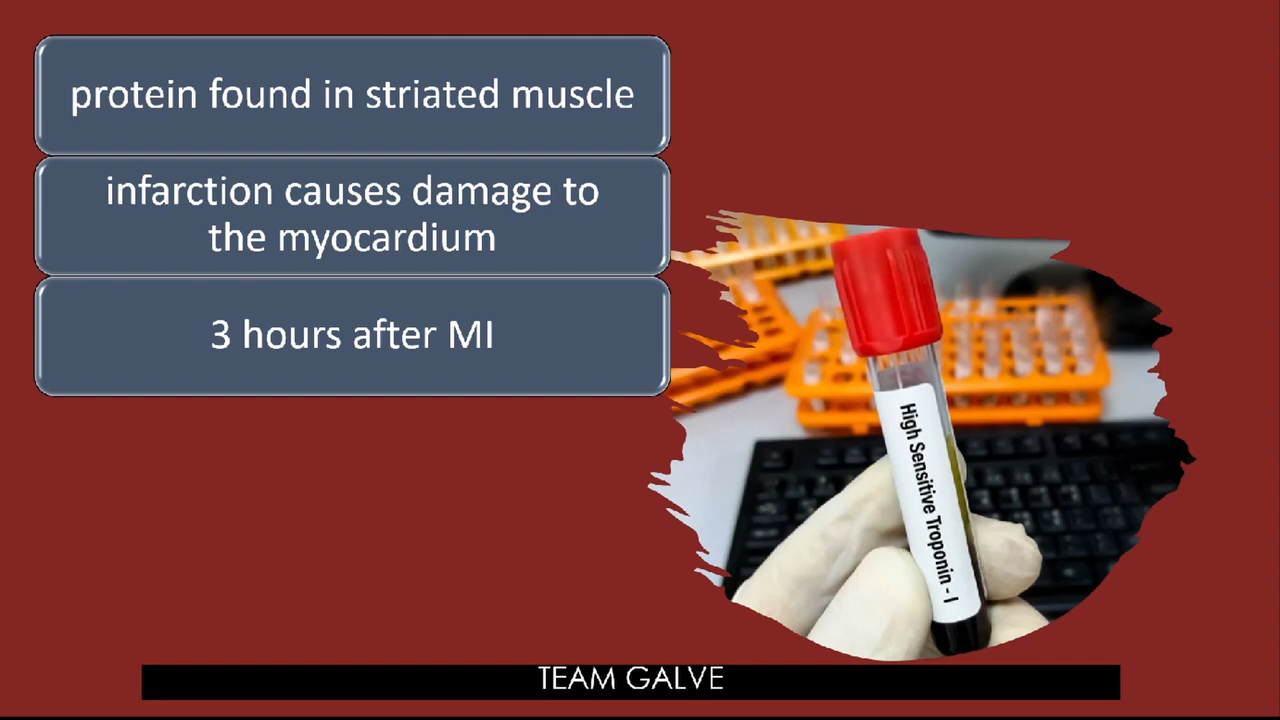 protein found in striated muscle
infarction causes damage to
the myocardium
3 hours after MI
High Sensitive Troponin - I
TEAM GALVE